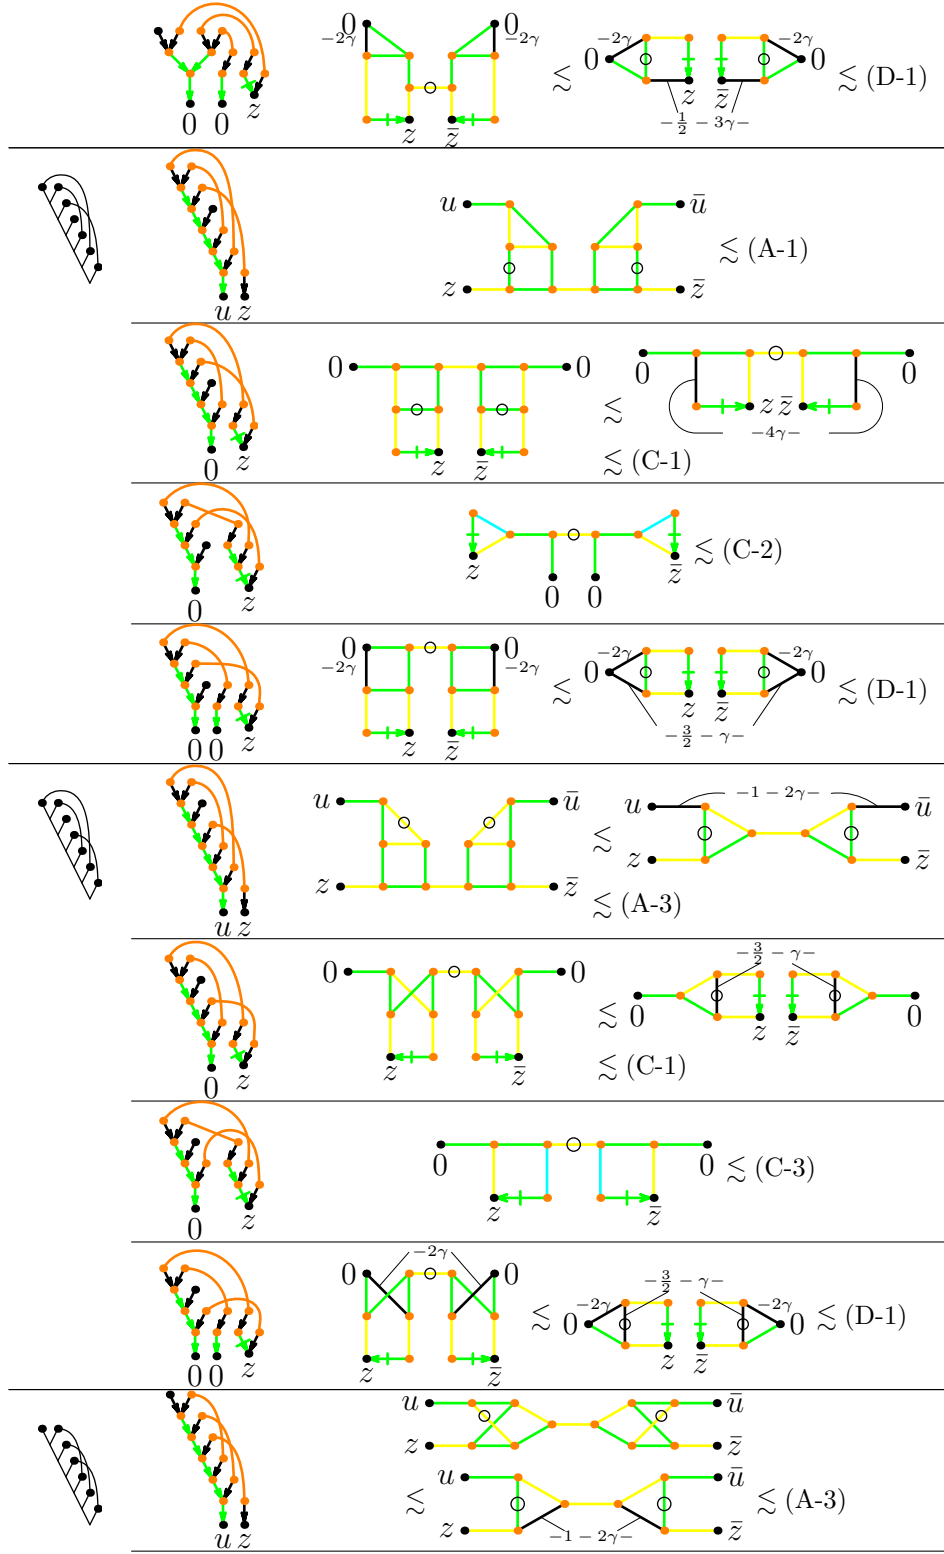 0 0 z 0 −2γ− 0 −2γ z z̄ ≲ 0 −2γ −2γ 0 z z̄ −1/2 − 3γ− ≲ (D-1)
u z u ū z z̄ ≲ (A-1)
0 z 0 0 z z̄ ≲ 0 0 z z̄ −4γ−
≲ (C-1)
0 z z z̄ 0 0 ≲ (C-2)
0 0 z 0 −2γ− 0 −2γ z z̄ ≲ 0 −2γ −2γ 0 z z̄ −3/2 − γ− ≲ (D-1)
u z u ū z z̄ ≲ u −1 − 2γ− ū z z̄
≲ (A-3)
0 z 0 0 z z̄ ≲ 0 −3/2 − γ− 0 z z̄
≲ (C-1)
0 z 0 0 z z̄ ≲ (C-3)
0 0 z 0 −2γ− 0 z z̄ ≲ 0 −2γ −3/2 − γ− −2γ 0 z z̄ ≲ (D-1)
u z u ū z z̄
≲ u ū z z̄ −1 − 2γ− ≲ (A-3)